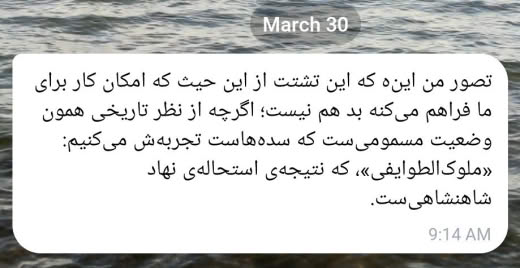 March 30
تصور من اینه که این تشتت از این حیث که امکان کار برای
ما فراهم می‌کنه بد هم نیست؛ اگرچه از نظر تاریخی همون
وضعیت مسمومی‌ست که سده‌هاست تجربه‌ش می‌کنیم:
«ملوک‌الطوایفی»، که نتیجه‌ی استحاله‌ی نهاد
شاهنشاهی‌ست.
9:14 AM